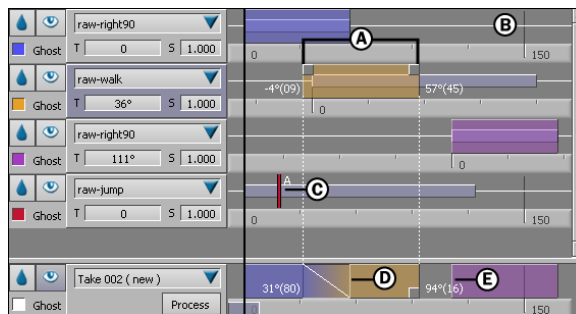 raw-right90
Ghost T 0 S 1.000
B
0 150
A
raw-walk
Ghost T 36° S 1.000
-4°(09) 57°(45)
0
raw-right90
Ghost T 111° S 1.000
0
raw-jump
Ghost T 0 S 1.000
A C
0 150
Take 002 ( new )
Ghost Process
31°(80) D 94°(16) E
150